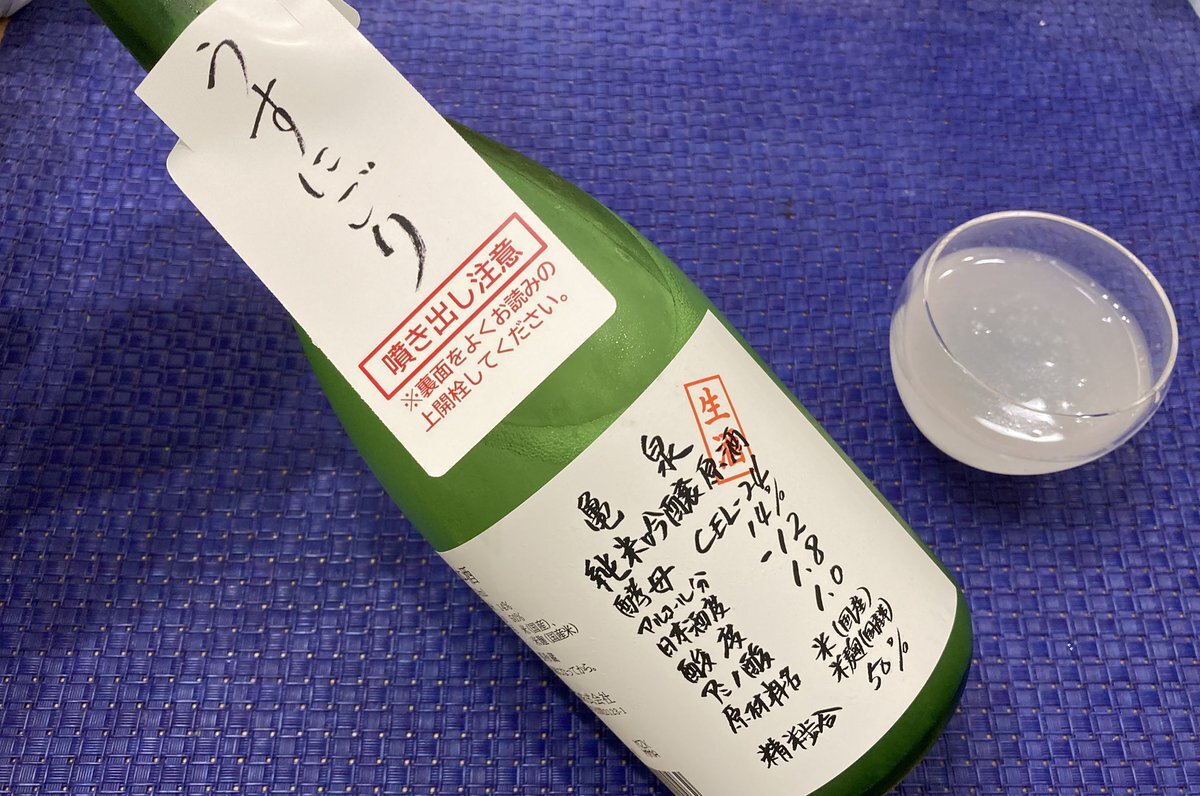 うすにごり
噴き出し注意
※裏面をよくお読みの
上開栓してください。
生酒
亀泉
純米吟醸原酒
酵母 CEL-24
アルコール分 14%
日本酒度 -12
酸度 1.8
アミノ酸 1.0
原材料名 米(国産)
米麹(国産米)
精米歩合 50%